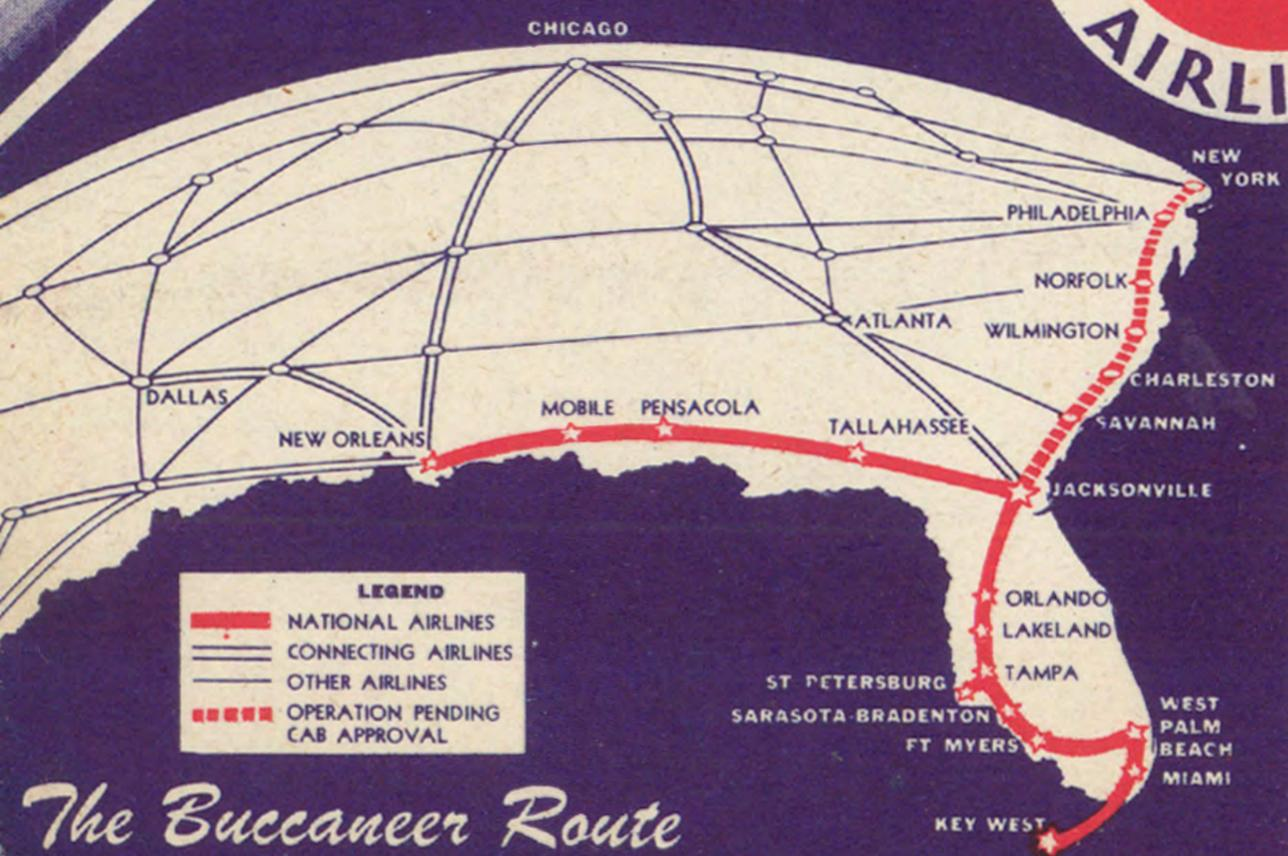 CHICAGO
AIRLI
NEW
YORK
PHILADELPHIA
NORFOLK
ATLANTA
WILMINGTON
CHARLESTON
DALLAS
MOBILE
PENSACOLA
SAVANNAH
TALLAHASSEE
NEW ORLEANS
JACKSONVILLE
LEGEND
NATIONAL AIRLINES
CONNECTING AIRLINES
OTHER AIRLINES
OPERATION PENDING
CAB APPROVAL
ORLANDO
LAKELAND
TAMPA
ST PETERSBURG
SARASOTA-BRADENTON
FT MYERS
WEST
PALM
BEACH
MIAMI
KEY WEST
The Buccaneer Route